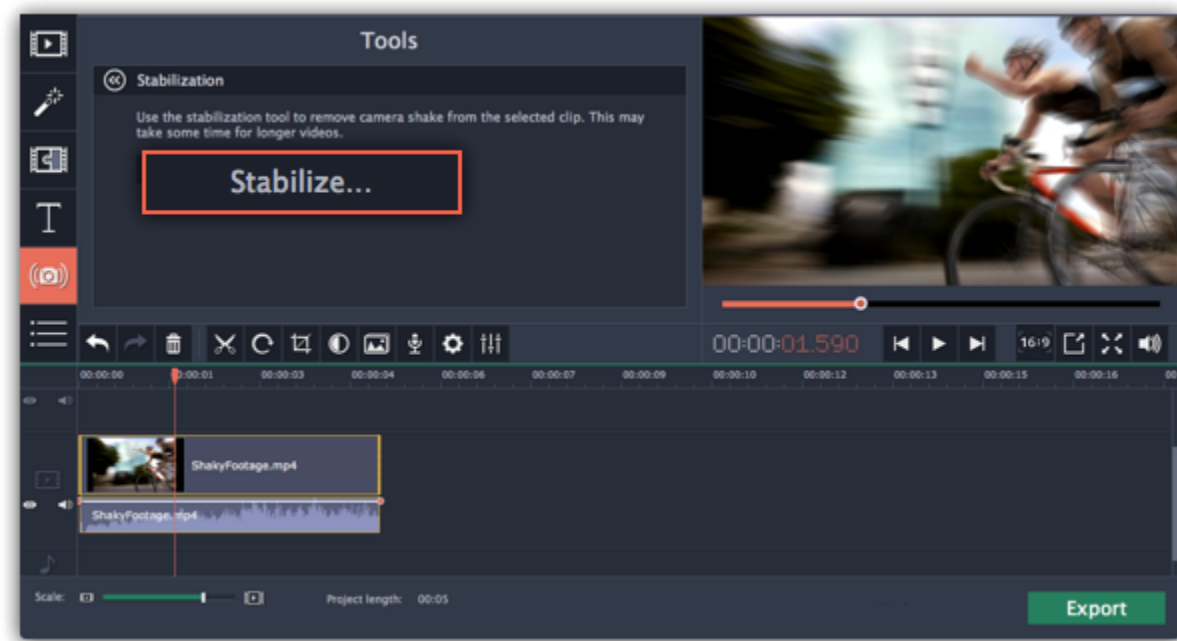 Tools
Stabilization
Use the stabilization tool to remove camera shake from the selected clip. This may
take some time for longer videos.
Stabilize...
T
00:00:01.590
16:9
00:00:00 00:00:01 00:00:03 00:00:04 00:00:06 00:00:07 00:00:09 00:00:10 00:00:12 00:00:13 00:00:15 00:00:16 00
ShakyFootage.mp4
ShakyFootage.mp4
Scale: Project length: 00:05
Export